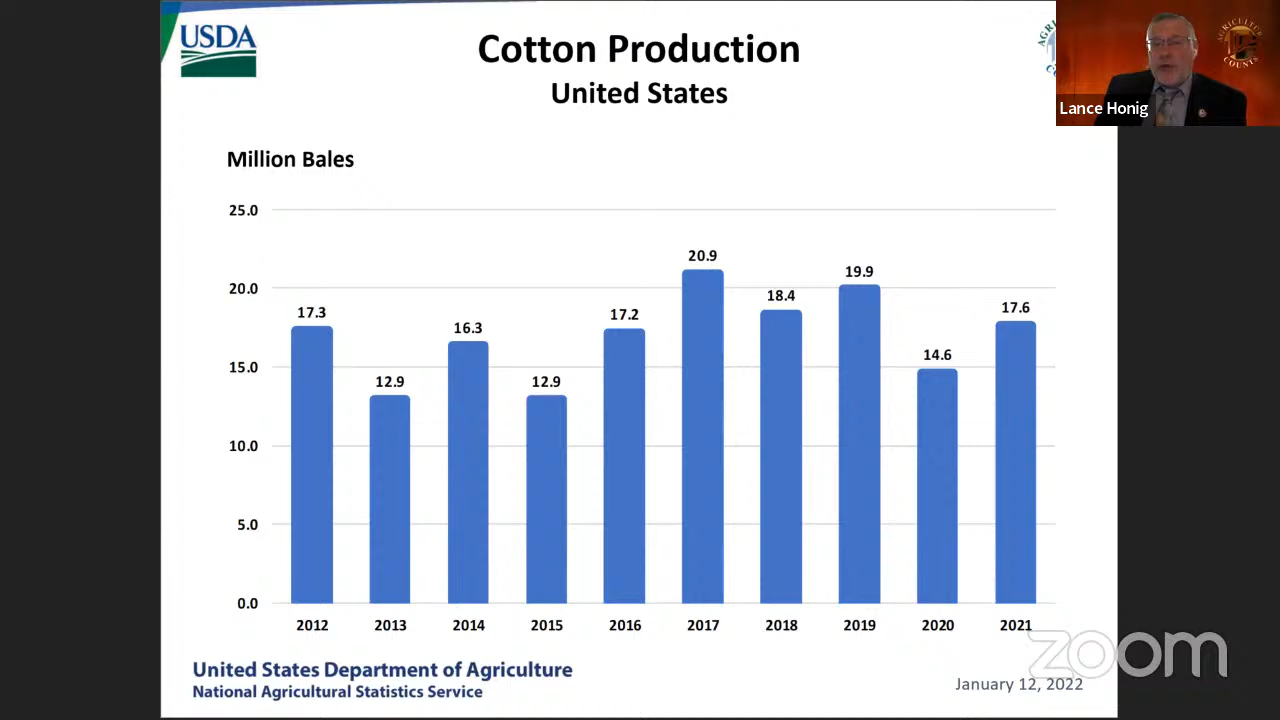 USDA
Cotton Production
United States
Lance Honig
COUNTS
Million Bales
25.0
20.0
15.0
10.0
5.0
0.0
17.3
12.9
16.3
12.9
17.2
20.9
18.4
19.9
14.6
17.6
2012 2013 2014 2015 2016 2017 2018 2019 2020 2021
United States Department of Agriculture
National Agricultural Statistics Service
January 12, 2022
zoom